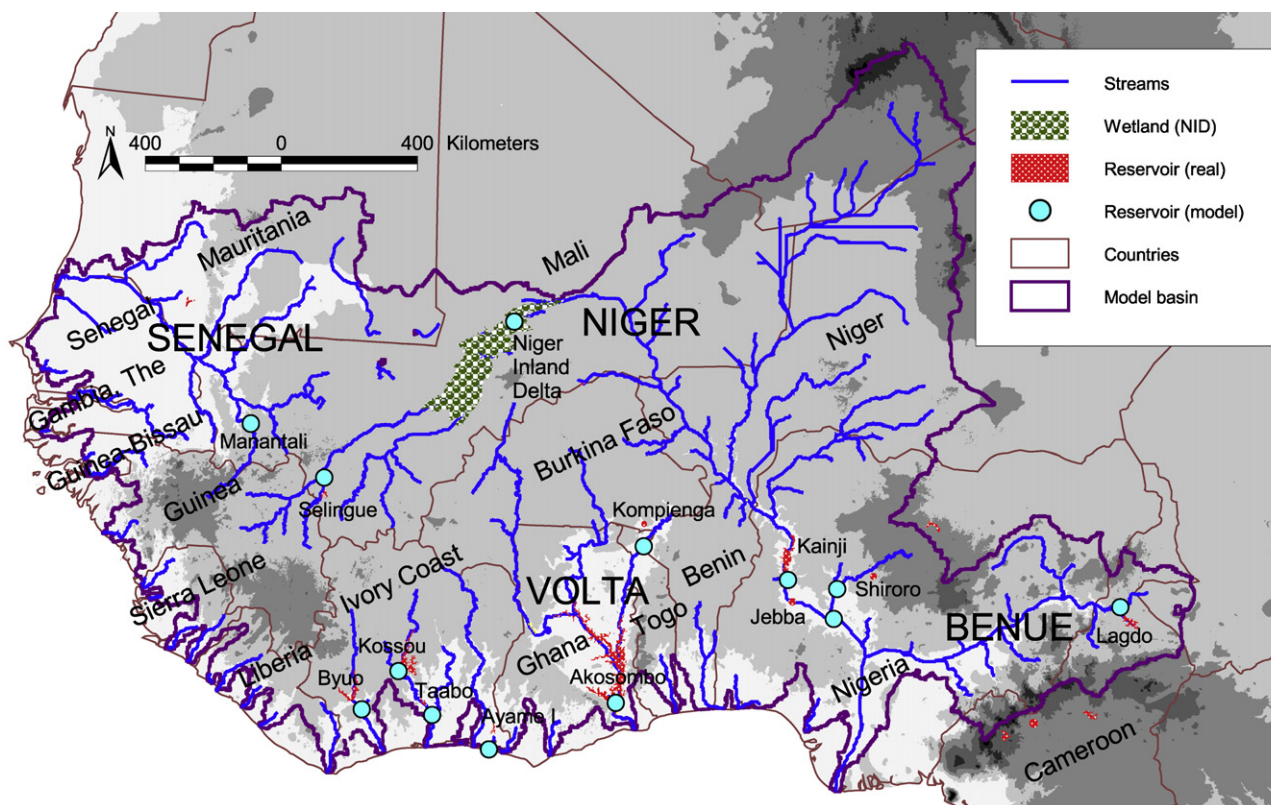 Streams
Wetland (NID)
Reservoir (real)
Reservoir (model)
Countries
Model basin
N
400 0 400 Kilometers
Mauritania
Mali
Senegal
SENEGAL
NIGER
Niger
Niger
Inland
Delta
Gambia, The
Guinea-Bissau
Manantali
Burkina Faso
Guinea
Selingue
Kompienga
Kainji
Benin
Shiroro
Sierra Leone
Ivory Coast
VOLTA
Togo
Jebba
BENUE
Lagdo
Liberia
Kossou
Ghana
Byuo
Taabo
Akosombo
Nigeria
Ayame I
Cameroon